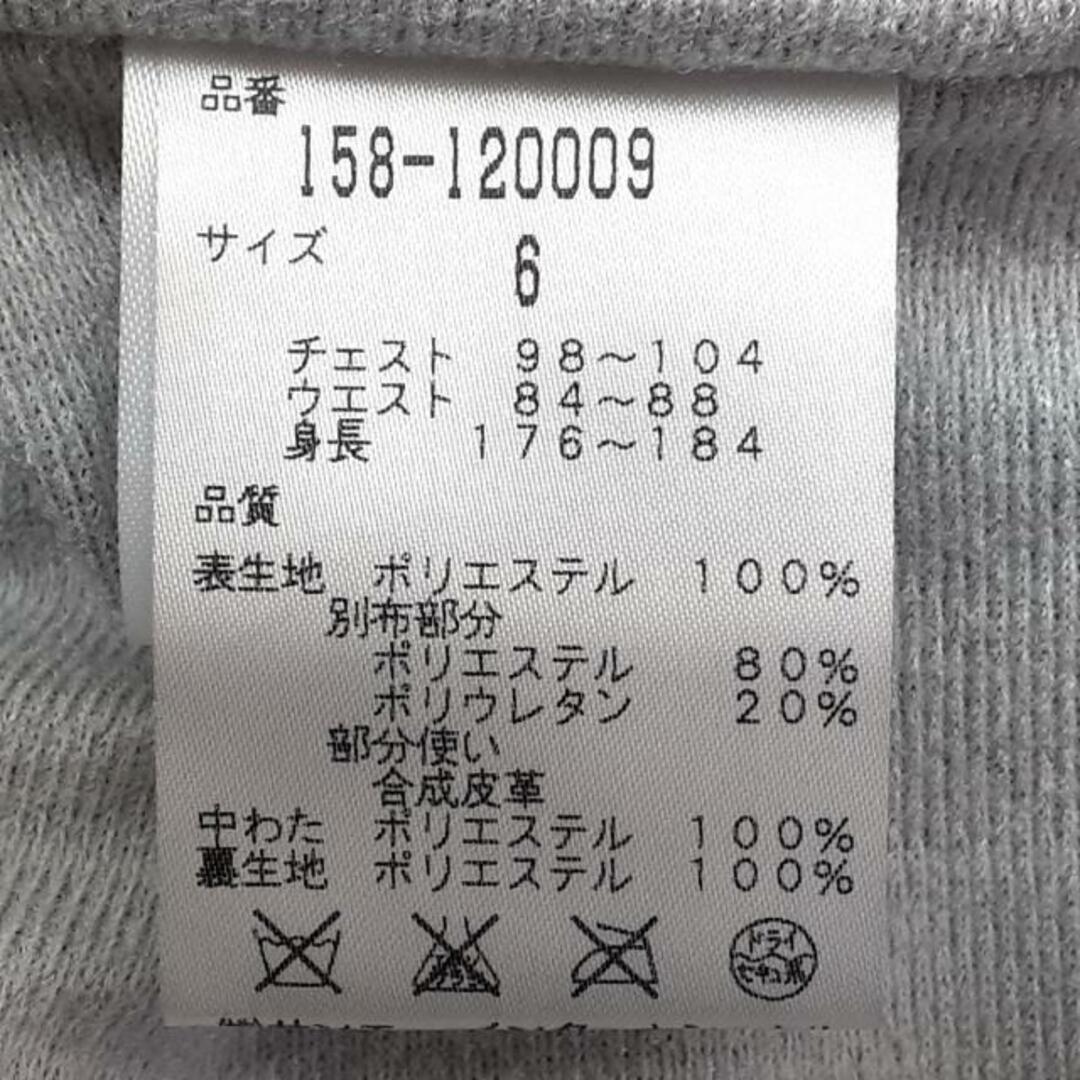 品番
158-120009
サイズ 6
チェスト 98～104
ウエスト 84～88
身長 176～184
品質
表生地 ポリエステル 100%
別布部分
ポリエステル 80%
ポリウレタン 20%
部分使い
合成皮革
中わた ポリエステル 100%
裏生地 ポリエステル 100%
ドライ
セキユ系